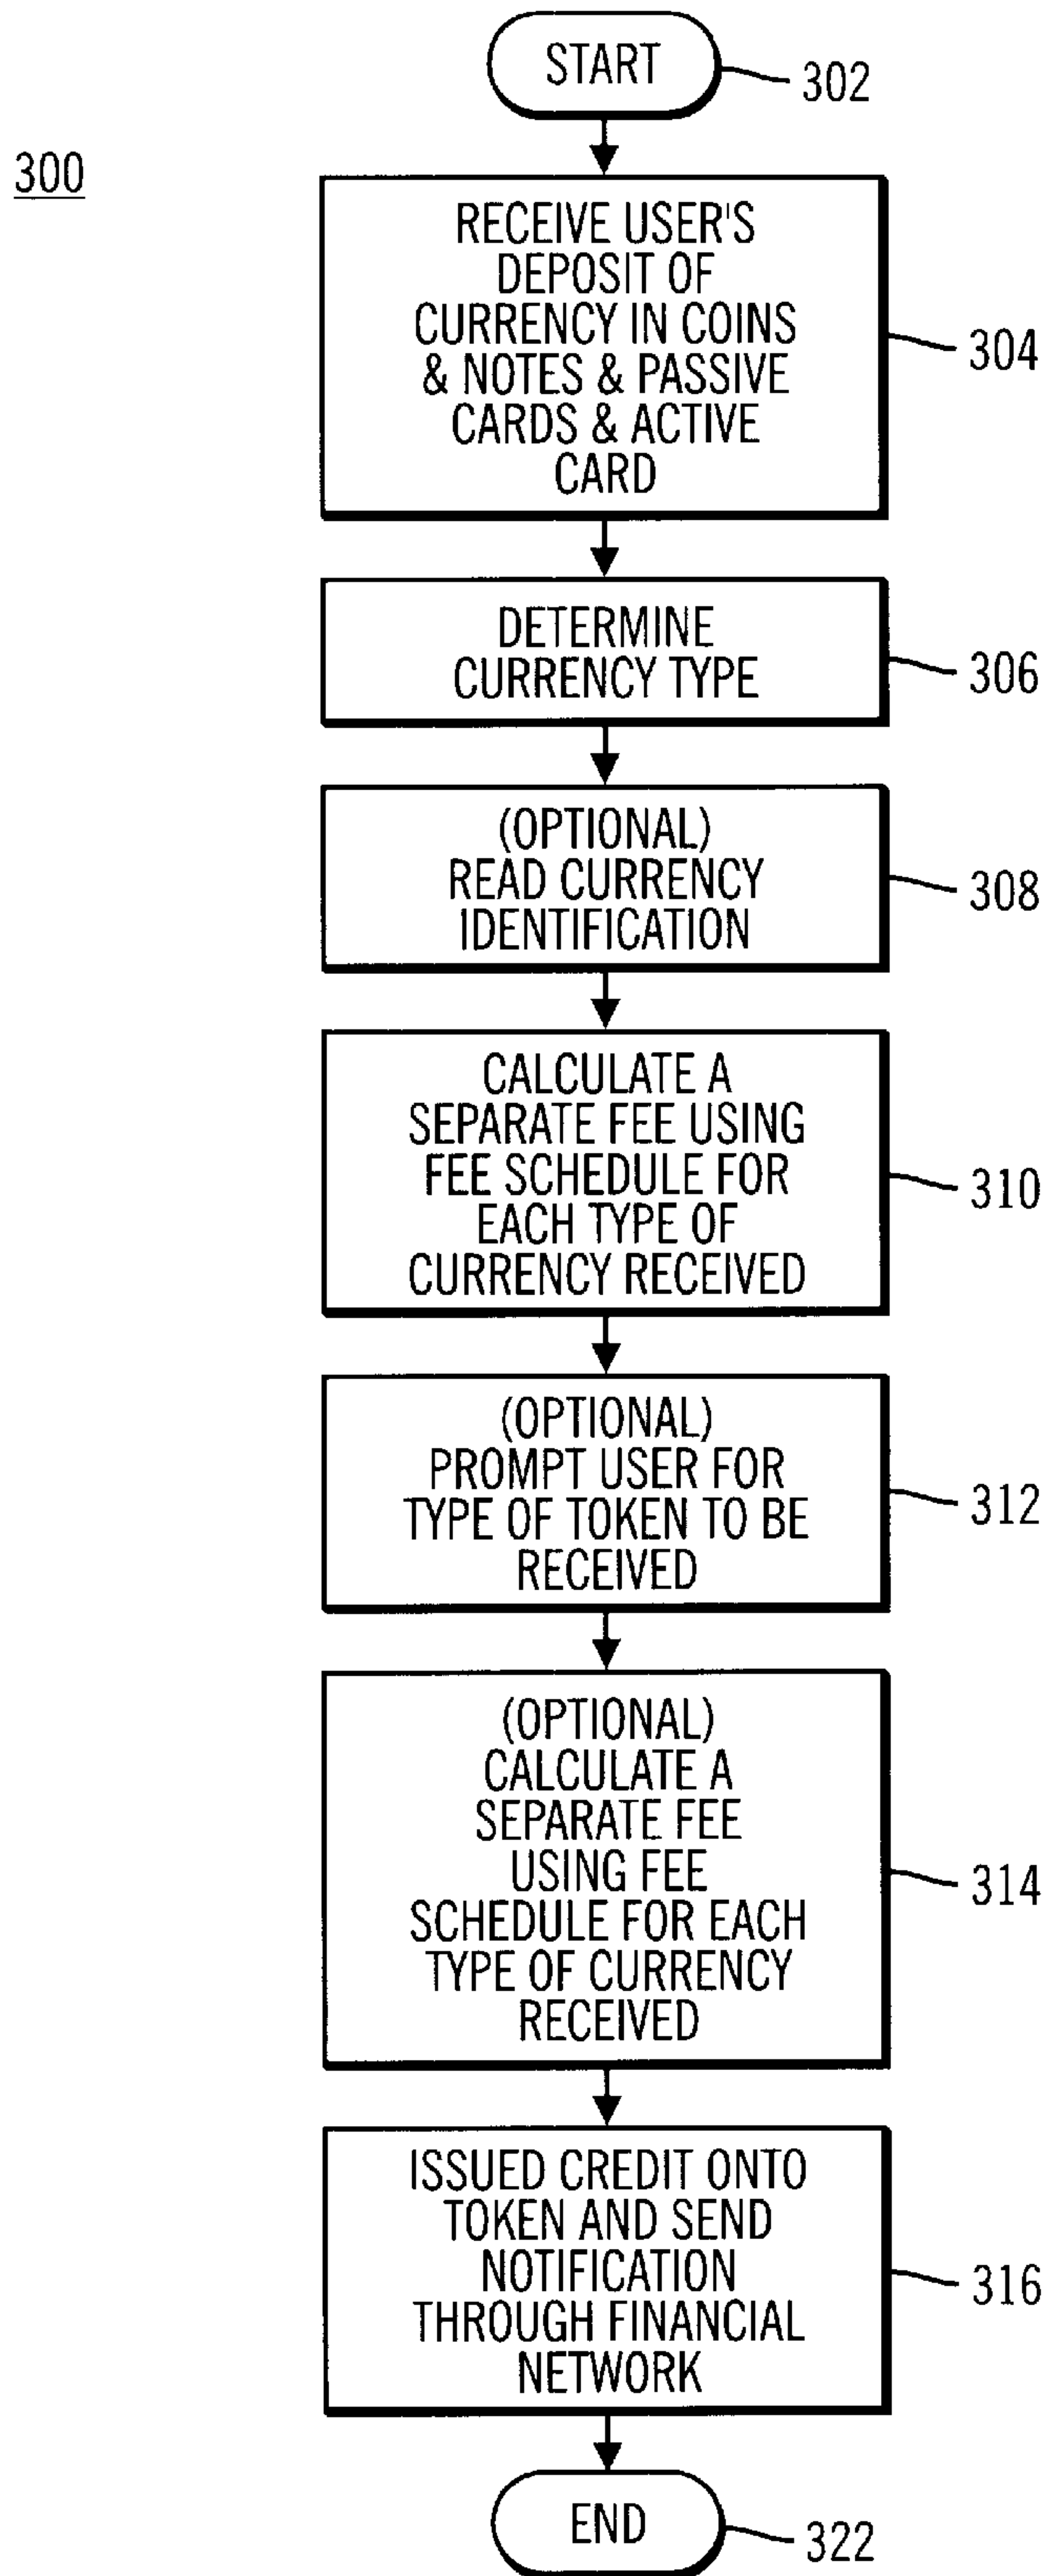 START
302
300
RECEIVE USER'S
DEPOSIT OF
CURRENCY IN COINS
& NOTES & PASSIVE
CARDS & ACTIVE
CARD
304
DETERMINE
CURRENCY TYPE
306
(OPTIONAL)
READ CURRENCY
IDENTIFICATION
308
CALCULATE A
SEPARATE FEE USING
FEE SCHEDULE FOR
EACH TYPE OF
CURRENCY RECEIVED
310
(OPTIONAL)
PROMPT USER FOR
TYPE OF TOKEN TO BE
RECEIVED
312
(OPTIONAL)
CALCULATE A
SEPARATE FEE
USING FEE
SCHEDULE FOR EACH
TYPE OF CURRENCY
RECEIVED
314
ISSUED CREDIT ONTO
TOKEN AND SEND
NOTIFICATION
THROUGH FINANCIAL
NETWORK
316
END
322